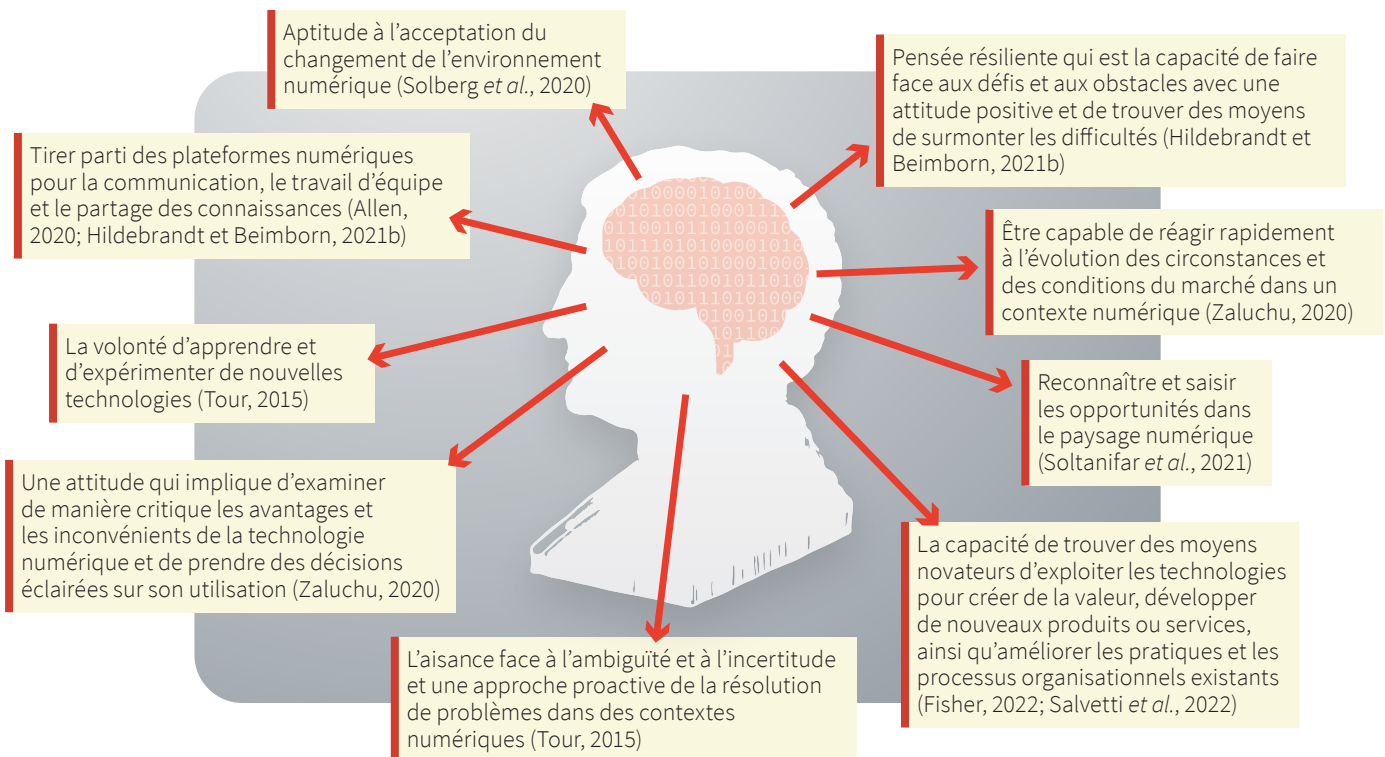 Aptitude à l’acceptation du
changement de l’environnement
numérique (Solberg et al., 2020)
Pensée résiliente qui est la capacité de faire
face aux défis et aux obstacles avec une
attitude positive et de trouver des moyens
de surmonter les difficultés (Hildebrandt et
Beimborn, 2021b)
Tirer parti des plateformes numériques
pour la communication, le travail d’équipe
et le partage des connaissances (Allen,
2020; Hildebrandt et Beimborn, 2021b)
Être capable de réagir rapidement
à l’évolution des circonstances et
des conditions du marché dans un
contexte numérique (Zaluchu, 2020)
La volonté d’apprendre et
d’expérimenter de nouvelles
technologies (Tour, 2015)
Reconnaître et saisir
les opportunités dans
le paysage numérique
(Soltanifar et al., 2021)
Une attitude qui implique d’examiner
de manière critique les avantages et
les inconvénients de la technologie
numérique et de prendre des décisions
éclairées sur son utilisation (Zaluchu, 2020)
La capacité de trouver des moyens
novateurs d’exploiter les technologies
pour créer de la valeur, développer
de nouveaux produits ou services,
ainsi qu’améliorer les pratiques et les
processus organisationnels existants
(Fisher, 2022; Salvetti et al., 2022)
L’aisance face à l’ambiguïté et à l’incertitude
et une approche proactive de la résolution
de problèmes dans des contextes
numériques (Tour, 2015)